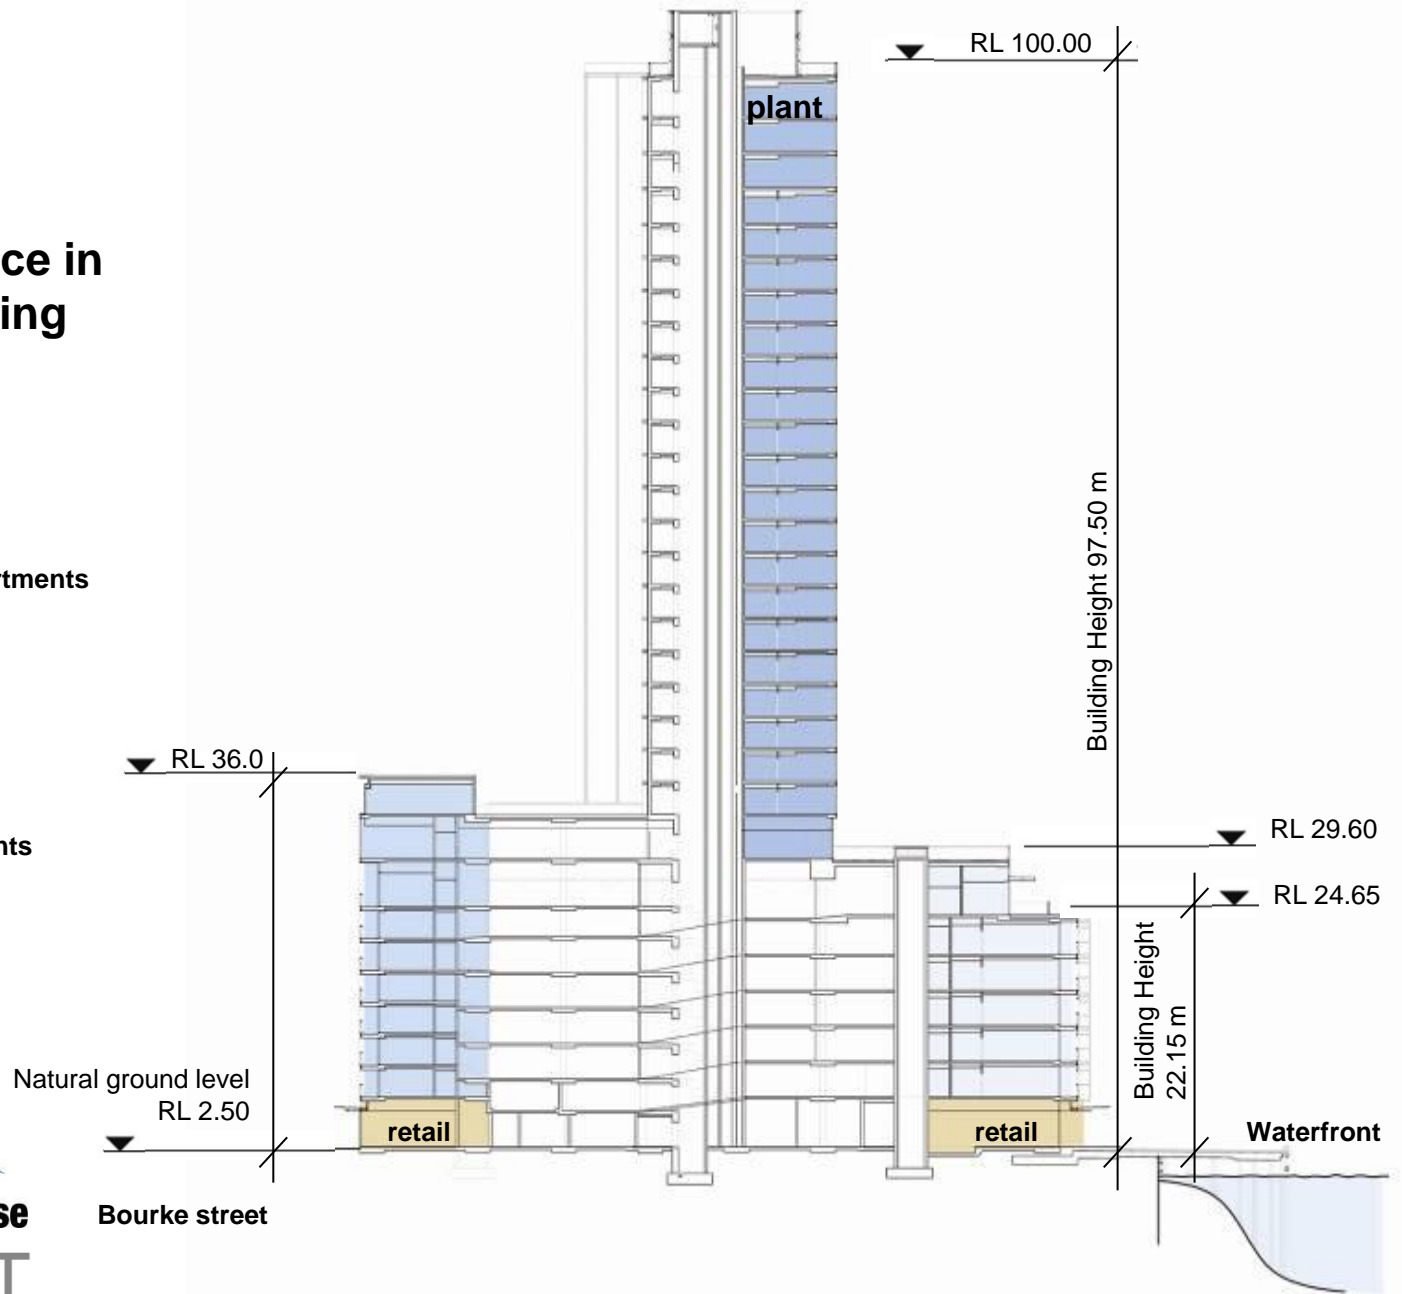 RL 100.00
plant
ce in
ing
Building Height 97.50 m
rtments
RL 36.0
RL 29.60
nts
RL 24.65
Building Height
22.15 m
Natural ground level
RL 2.50
retail
retail
Waterfront
se
Bourke street
T